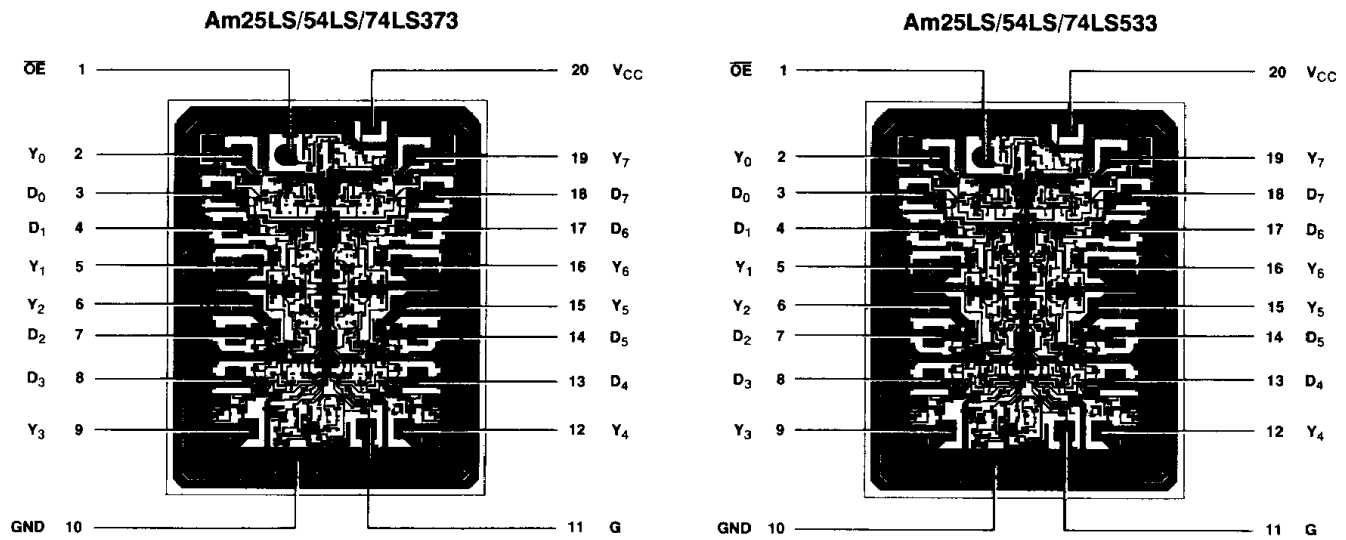 Am25LS/54LS/74LS373
O̅E̅ 1
20 V_CC
Y₀ 2
19 Y₇
D₀ 3
18 D₇
D₁ 4
17 D₆
Y₁ 5
16 Y₆
Y₂ 6
15 Y₅
D₂ 7
14 D₅
D₃ 8
13 D₄
Y₃ 9
12 Y₄
GND 10
11 G
Am25LS/54LS/74LS533
O̅E̅ 1
20 V_CC
Y₀ 2
19 Y₇
D₀ 3
18 D₇
D₁ 4
17 D₆
Y₁ 5
16 Y₆
Y₂ 6
15 Y₅
D₂ 7
14 D₅
D₃ 8
13 D₄
Y₃ 9
12 Y₄
GND 10
11 G